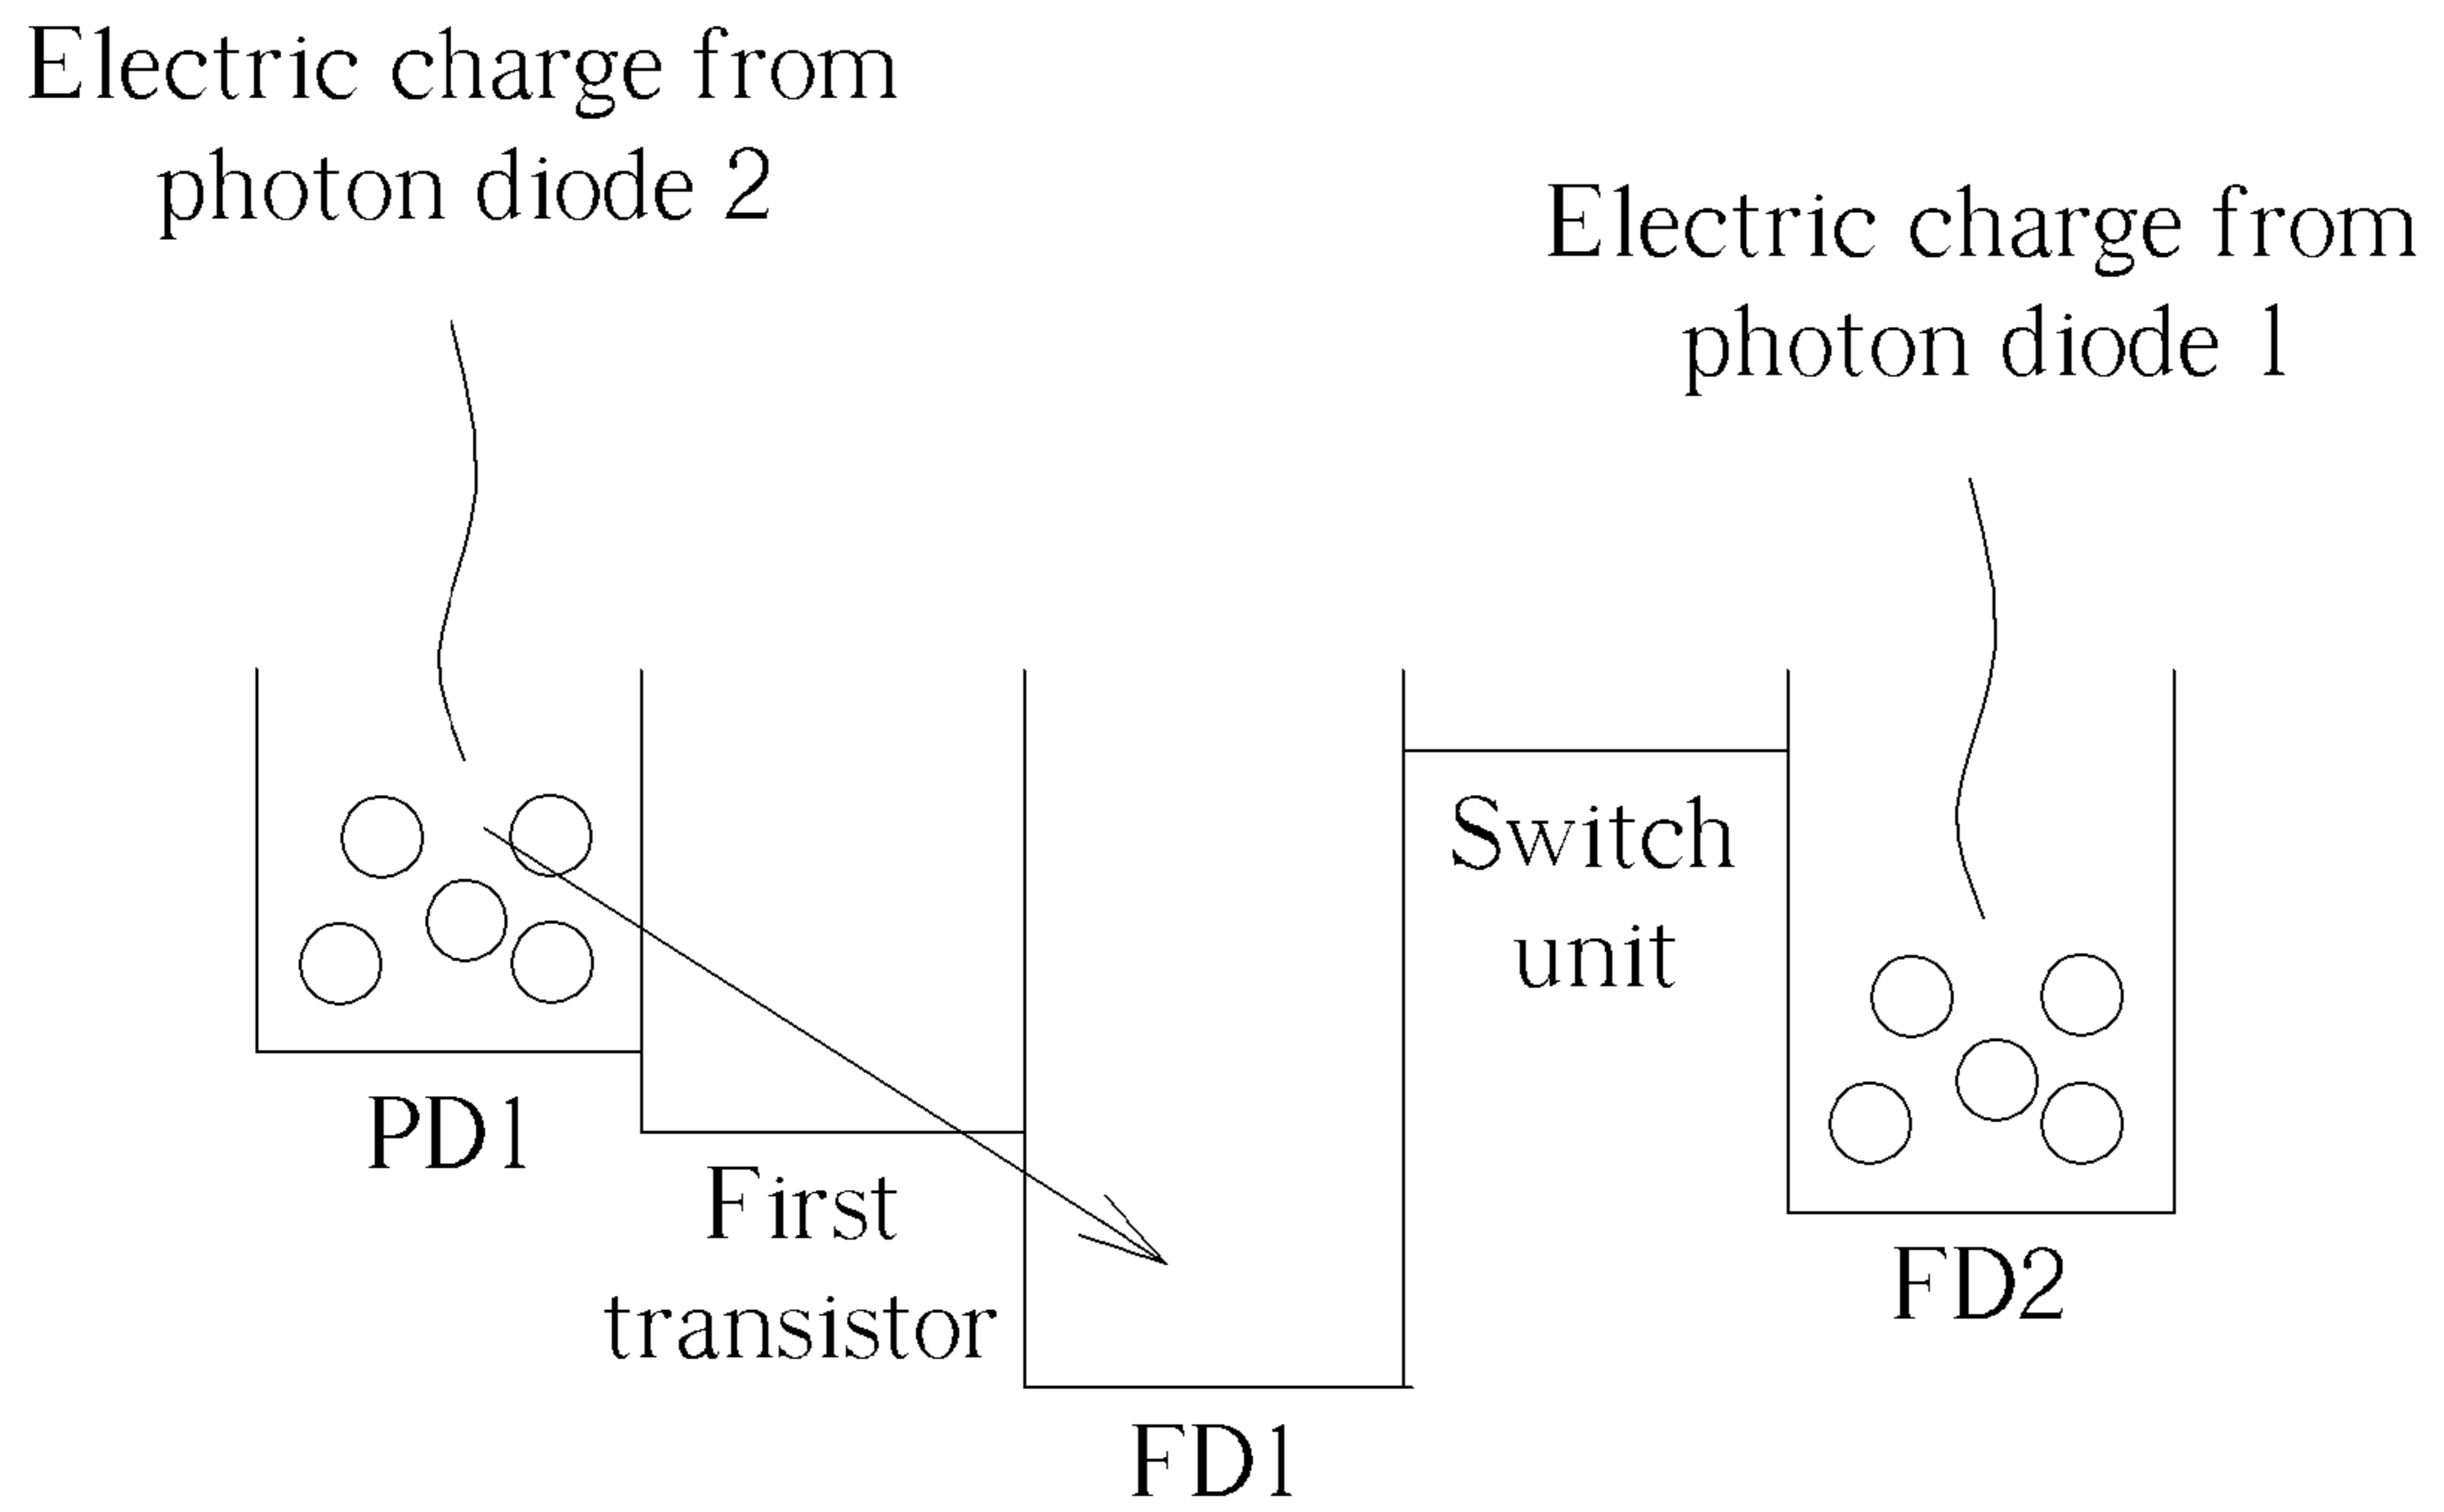 Electric charge from
photon diode 2
Electric charge from
photon diode 1
Switch
unit
PD1
First
transistor
FD2
FD1